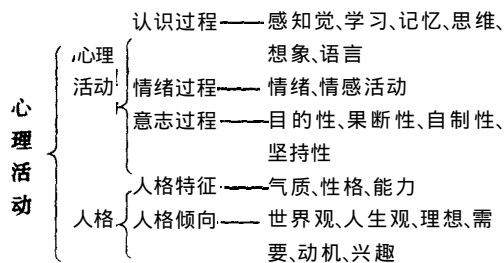 认识过程——感知觉、学习、记忆、思维、
想象、语言
心理
活动
情绪过程——情绪、情感活动
意志过程——目的性、果断性、自制性、
坚持性
心理活动
人格特征——气质、性格、能力
人格
人格倾向——世界观、人生观、理想、需
要、动机、兴趣